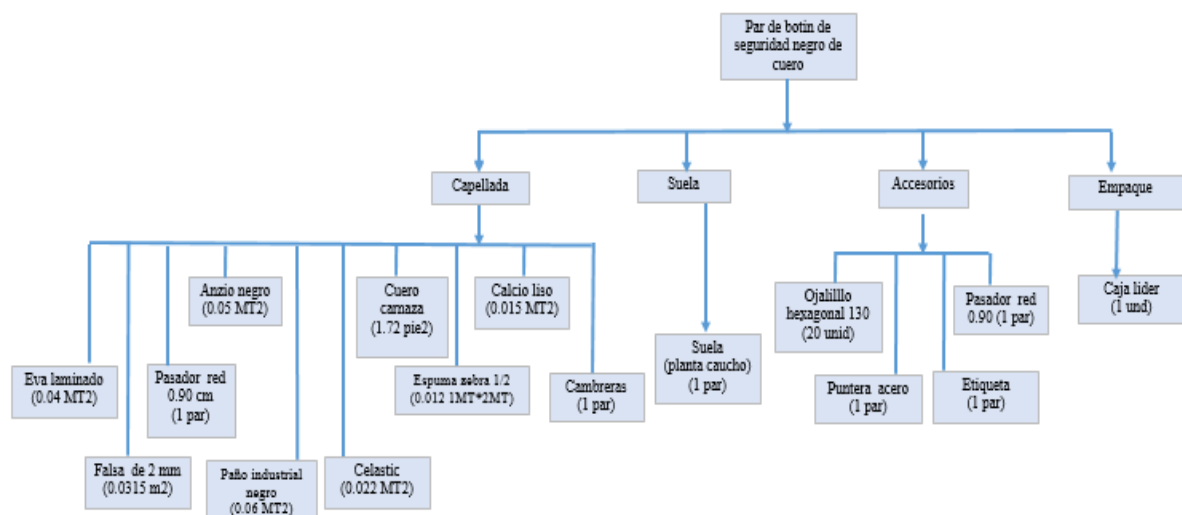 Par de botin de
seguridad negro de
cuero
Capellada
Suela
Accesorios
Empaque
Anzio negro
(0.05 MT2)
Cuero
carnaza
(1.72 pie2)
Calcio liso
(0.015 MT2)
Ojalilllo
hexagonal 130
(20 unid)
Pasador red
0.90 (1 par)
Caja lider
(1 und)
Eva laminado
(0.04 MT2)
Pasador red
0.90 cm
(1 par)
Espuma zebra 1/2
(0.012 1MT*2MT)
Cambreras
(1 par)
Suela
(planta caucho)
(1 par)
Puntera acero
(1 par)
Etiqueta
(1 par)
Falsa de 2 mm
(0.0315 m2)
Paño industrial
negro
(0.06 MT2)
Celastic
(0.022 MT2)